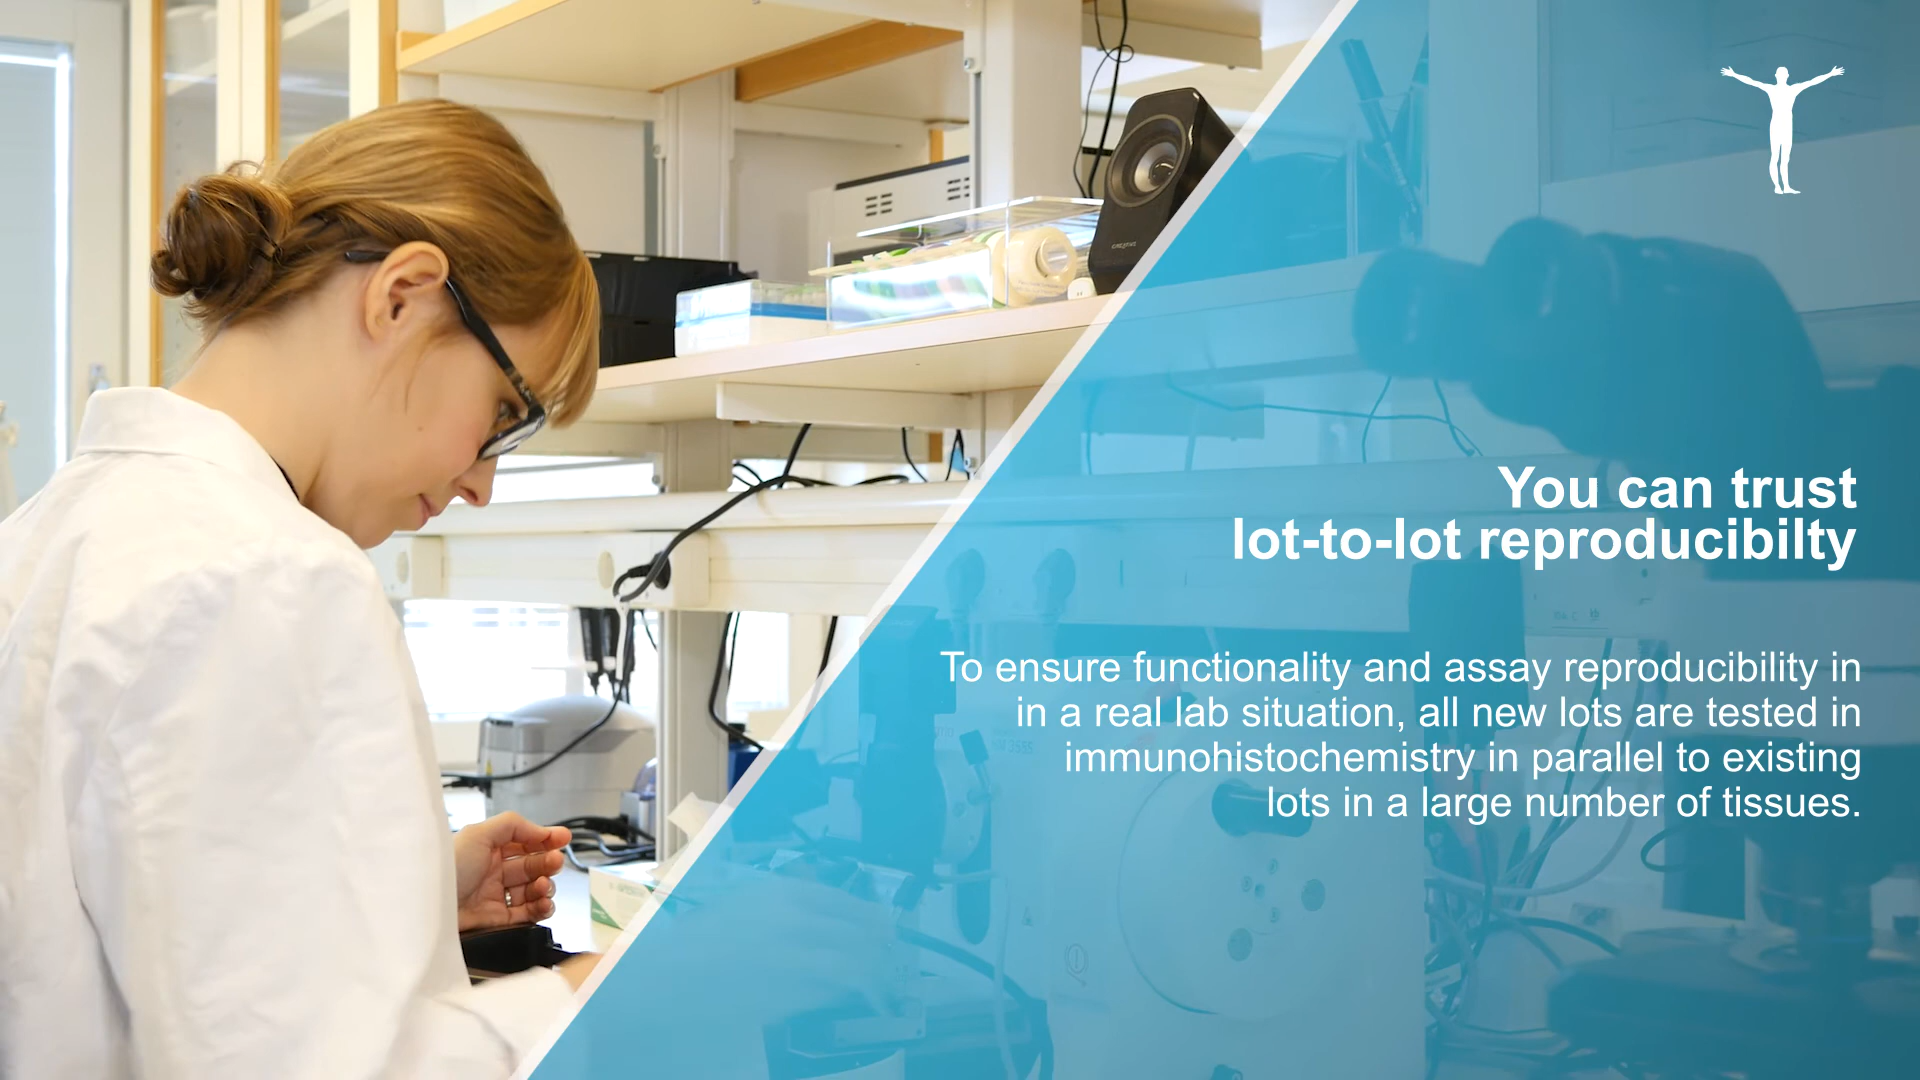 You can trust
lot-to-lot reproducibilty
To ensure functionality and assay reproducibility in
in a real lab situation, all new lots are tested in
immunohistochemistry in parallel to existing
lots in a large number of tissues.